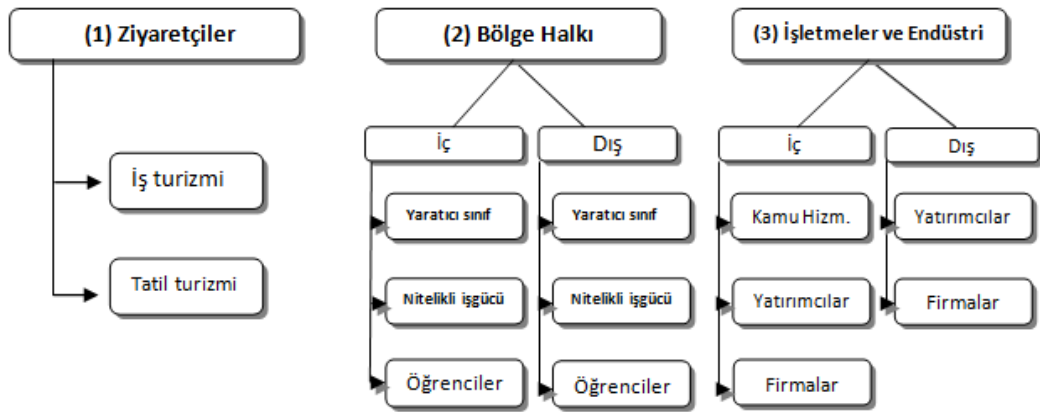 (1) Ziyaretçiler
İş turizmi
Tatil turizmi
(2) Bölge Halkı
İç
Yaratıcı sınıf
Nitelikli işgücü
Öğrenciler
Dış
Yaratıcı sınıf
Nitelikli işgücü
Öğrenciler
(3) İşletmeler ve Endüstri
İç
Kamu Hizm.
Yatırımcılar
Firmalar
Dış
Yatırımcılar
Firmalar